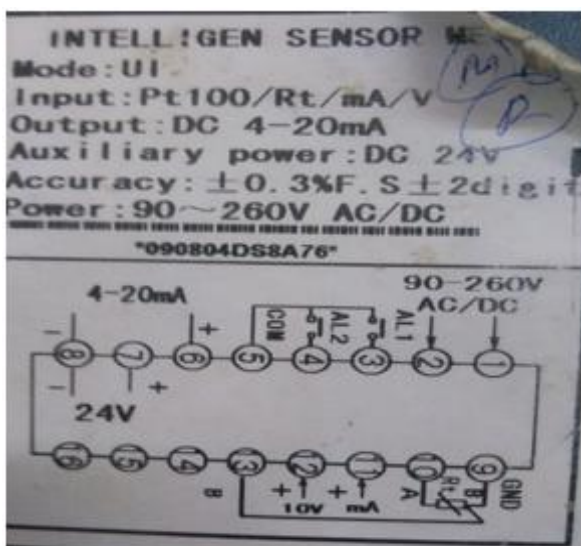 INTELL!GEN SENSOR
Mode:UI
Input:Pt100/Rt/mA/V
Output:DC 4-20mA
Auxiliary power:DC 24V
Accuracy:±0.3%F.S±2digit
Power:90~260V AC/DC
*090804DS8A76*
4-20mA
90-260V
AC/DC
COM AL2 AL1
- +
8 7 6 5 4 3 2 1
- +
24V
16 15 14 13 12 11 10 9
B + + A Rt B GND
10V mA